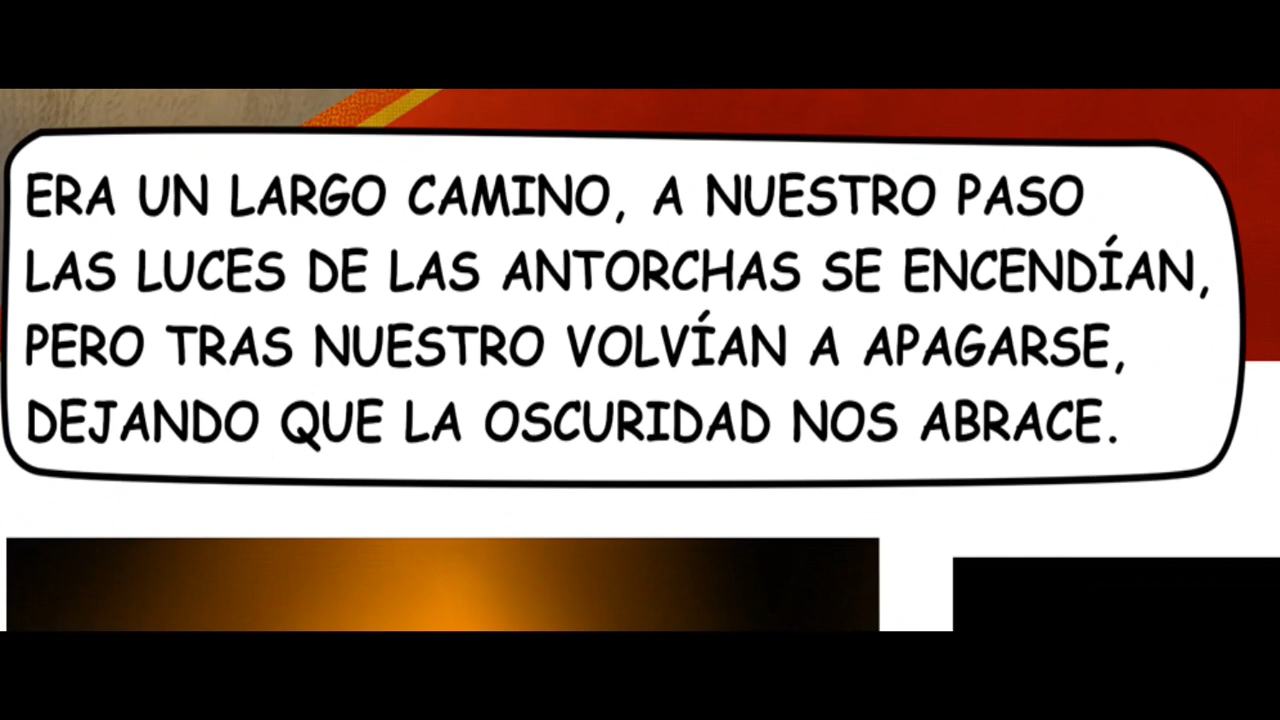 ERA UN LARGO CAMINO, A NUESTRO PASO
LAS LUCES DE LAS ANTORCHAS SE ENCENDÍAN,
PERO TRAS NUESTRO VOLVÍAN A APAGARSE,
DEJANDO QUE LA OSCURIDAD NOS ABRACE.